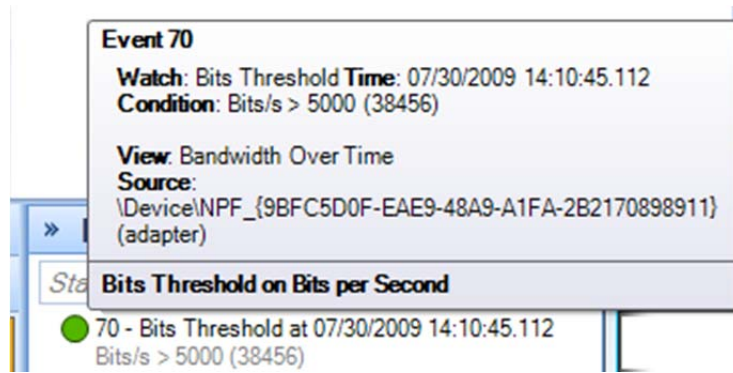 Event 70
Watch: Bits Threshold Time: 07/30/2009 14:10:45.112
Condition: Bits/s > 5000 (38456)
View: Bandwidth Over Time
Source:
\Device\NPF_{9BFC5D0F-EAE9-48A9-A1FA-2B2170898911}
(adapter)
»
Sta
Bits Threshold on Bits per Second
70 - Bits Threshold at 07/30/2009 14:10:45.112
Bits/s > 5000 (38456)